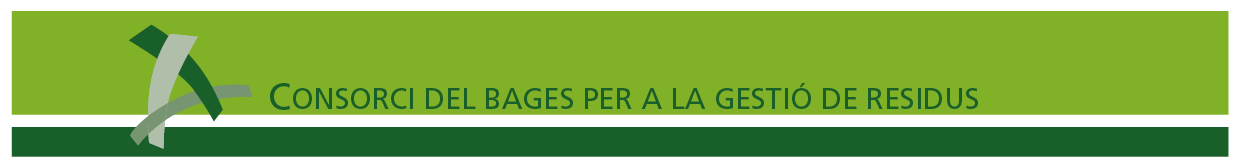 CONSORCI DEL BAGES PER A LA GESTIÓ DE RESIDUS